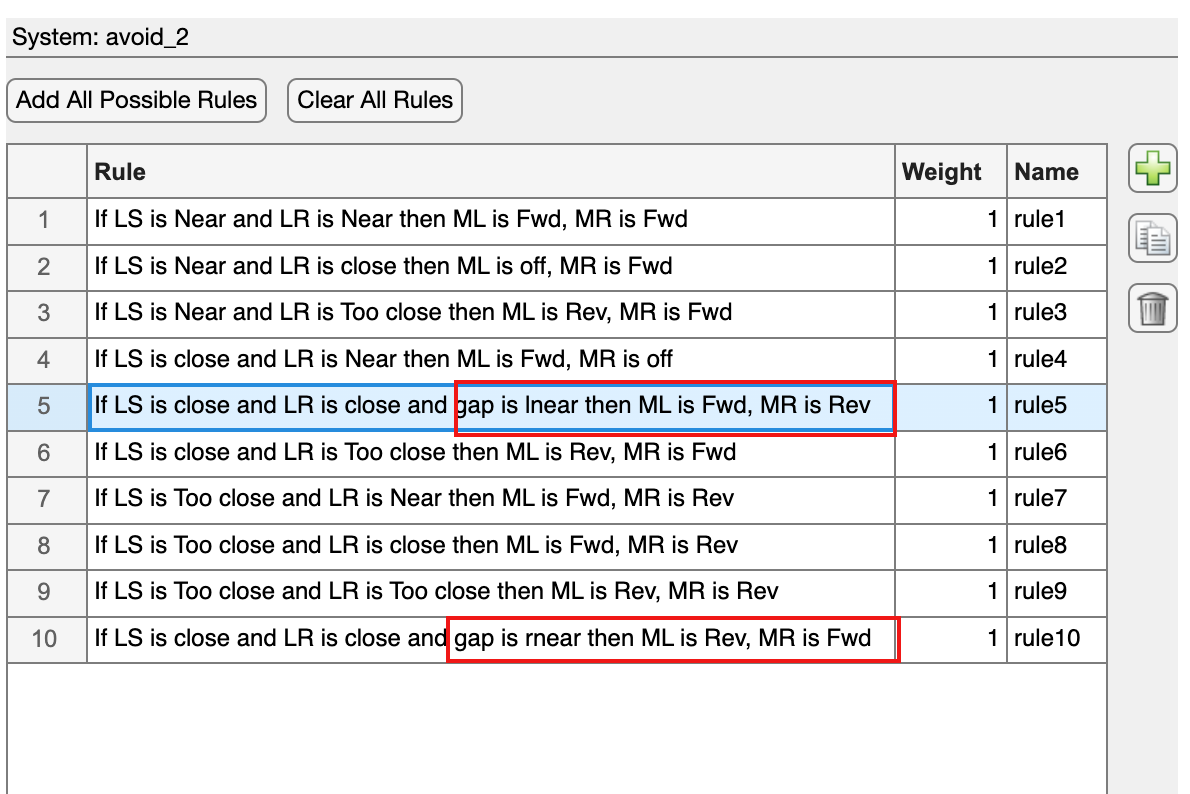 System: avoid_2
Add All Possible Rules Clear All Rules
Rule Weight Name
1 If LS is Near and LR is Near then ML is Fwd, MR is Fwd 1 rule1
2 If LS is Near and LR is close then ML is off, MR is Fwd 1 rule2
3 If LS is Near and LR is Too close then ML is Rev, MR is Fwd 1 rule3
4 If LS is close and LR is Near then ML is Fwd, MR is off 1 rule4
5 If LS is close and LR is close and gap is lnear then ML is Fwd, MR is Rev 1 rule5
6 If LS is close and LR is Too close then ML is Rev, MR is Fwd 1 rule6
7 If LS is Too close and LR is Near then ML is Fwd, MR is Rev 1 rule7
8 If LS is Too close and LR is close then ML is Fwd, MR is Rev 1 rule8
9 If LS is Too close and LR is Too close then ML is Rev, MR is Rev 1 rule9
10 If LS is close and LR is close and gap is rnear then ML is Rev, MR is Fwd 1 rule10